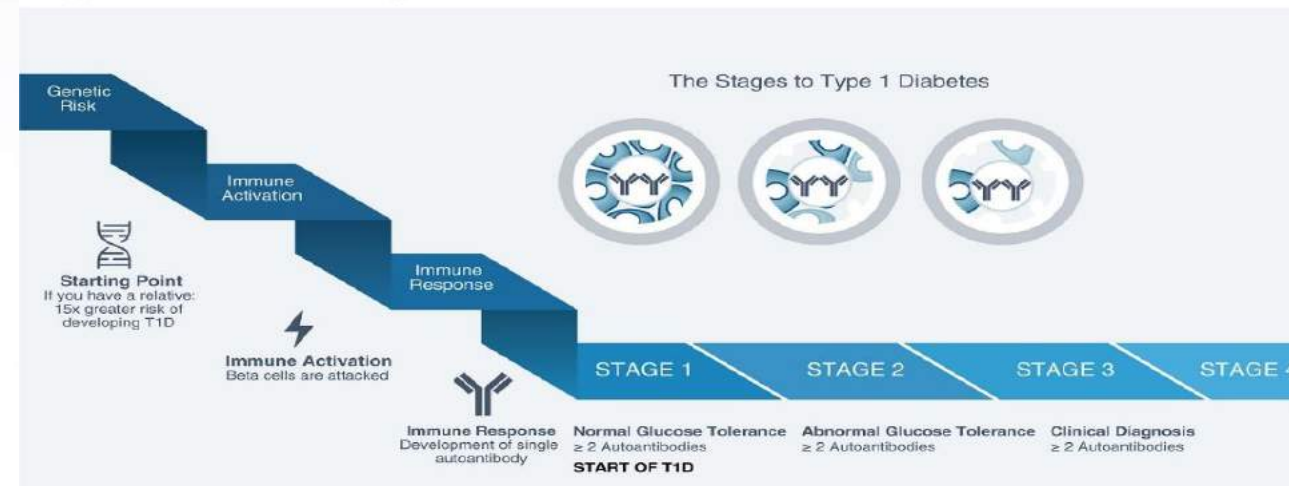 The Stages to Type 1 Diabetes
Genetic
Risk
Immune
Activation
Immune
Response
Starting Point
If you have a relative:
15x greater risk of
developing T1D
Immune Activation
Beta cells are attacked
Immune Response
Development of single
autoantibody
STAGE 1
STAGE 2
STAGE 3
STAGE
Normal Glucose Tolerance
≥ 2 Autoantibodies
START OF T1D
Abnormal Glucose Tolerance
≥ 2 Autoantibodies
Clinical Diagnosis
≥ 2 Autoantibodies